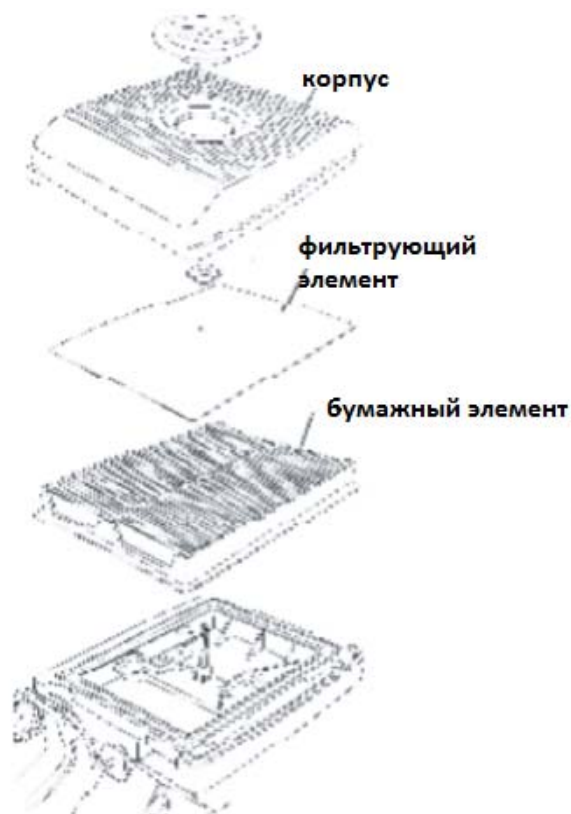 корпус
фильтрующий
элемент
бумажный элемент